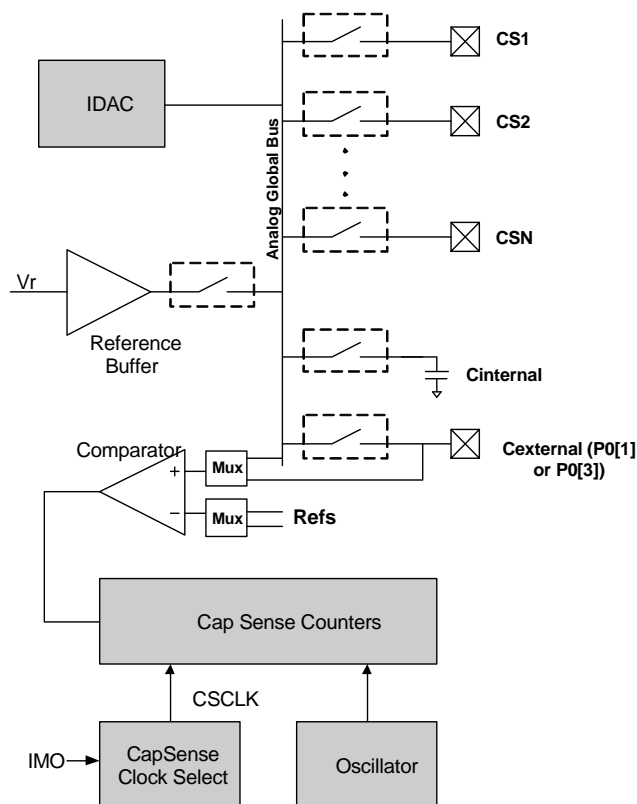 CS1
IDAC
CS2
Analog Global Bus
CSN
Vr
Reference
Buffer
Cinternal
Comparator
+
Mux
Cexternal (P0[1]
or P0[3])
−
Mux
Refs
Cap Sense Counters
CSCLK
IMO
CapSense
Clock Select
Oscillator